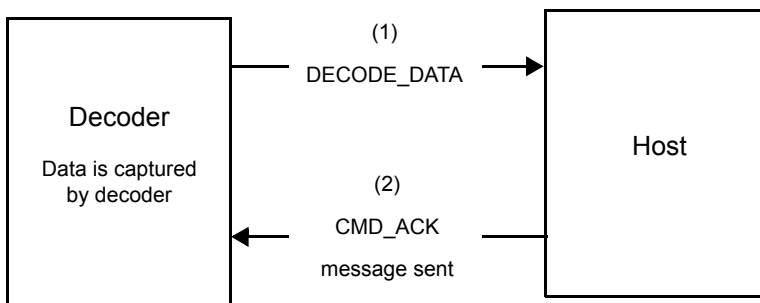 (1)
DECODE_DATA
Decoder
Data is captured
by decoder
Host
(2)
CMD_ACK
message sent